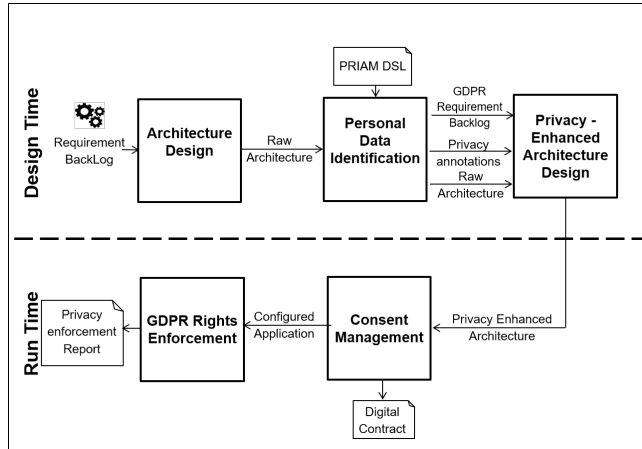 Design Time
Requirement
BackLog
Architecture
Design
Raw
Architecture
PRIAM DSL
Personal
Data
Identification
GDPR
Requirement
Backlog
Privacy
annotations
Raw
Architecture
Privacy -
Enhanced
Architecture
Design
Run Time
Privacy
enforcement
Report
GDPR Rights
Enforcement
Configured
Application
Consent
Management
Privacy Enhanced
Architecture
Digital
Contract